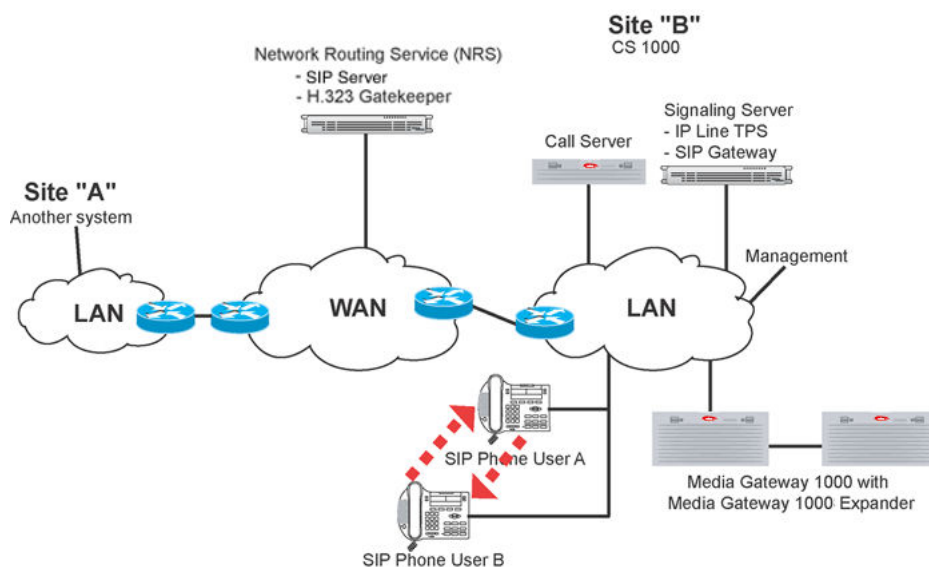 Site "B"
CS 1000
Network Routing Service (NRS)
- SIP Server
- H.323 Gatekeeper
Signaling Server
- IP Line TPS
- SIP Gateway
Call Server
Site "A"
Another system
Management
LAN
WAN
LAN
SIP Phone User A
Media Gateway 1000 with
Media Gateway 1000 Expander
SIP Phone User B